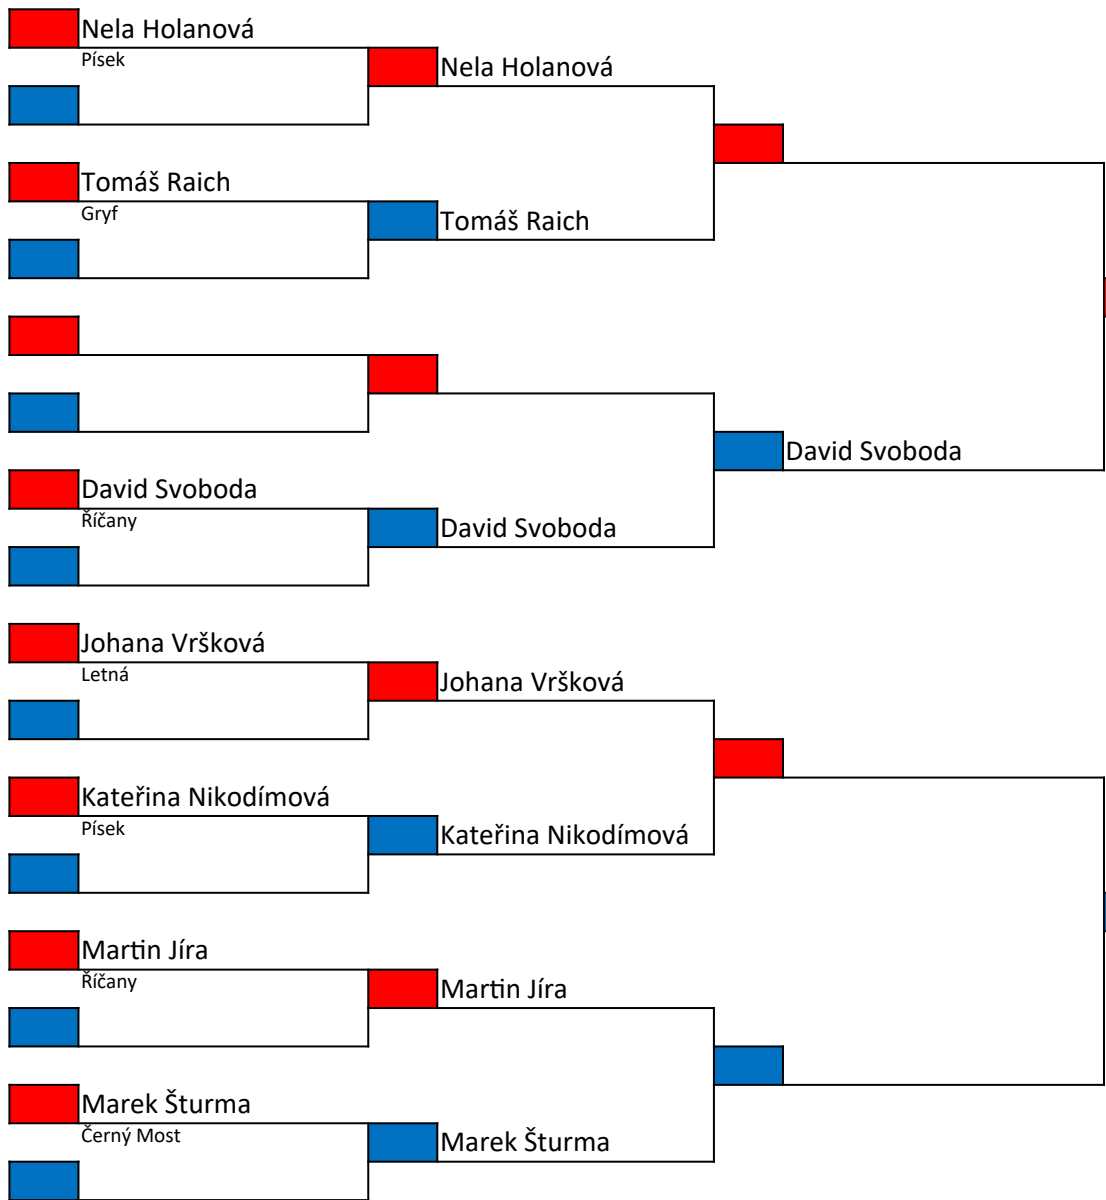 Nela Holanová
Písek
Nela Holanová
Tomáš Raich
Gryf
Tomáš Raich
David Svoboda
David Svoboda
Říčany
David Svoboda
Johana Vršková
Letná
Johana Vršková
Kateřina Nikodímová
Písek
Kateřina Nikodímová
Martin Jíra
Říčany
Martin Jíra
Marek Šturma
Černý Most
Marek Šturma